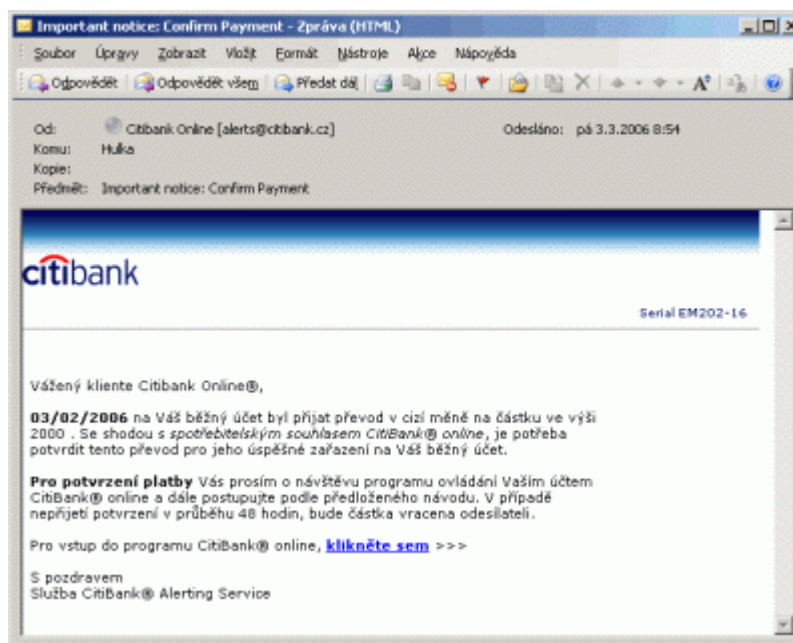 Important notice: Confirm Payment - Zpráva (HTML)
Soubor Úpravy Zobrazit Vložit Formát Nástroje Akce Nápověda
Odpovědět Odpovědět všem Předat dál
Od: Citibank Online [alerts@citibank.cz] Odesláno: pá 3.3.2006 8:54
Komu: Hulka
Kopie:
Předmět: Important notice: Confirm Payment
citibank
Serial EM202-16
Vážený kliente Citibank Online®,
03/02/2006 na Váš běžný účet byl přijat převod v cizí měně na částku ve výši
2000 . Se shodou s spotřebitelským souhlasem CitiBank® online, je potřeba
potvrdit tento převod pro jeho úspěšné zařazení na Váš běžný účet.
Pro potvrzení platby Vás prosím o návštěvu programu ovládání Vaším účtem
CitiBank® online a dále postupujte podle předloženého návodu. V případě
nepřijetí potvrzení v průběhu 48 hodin, bude částka vracena odesilateli.
Pro vstup do programu CitiBank® online, klikněte sem >>>
S pozdravem
Služba CitiBank® Alerting Service